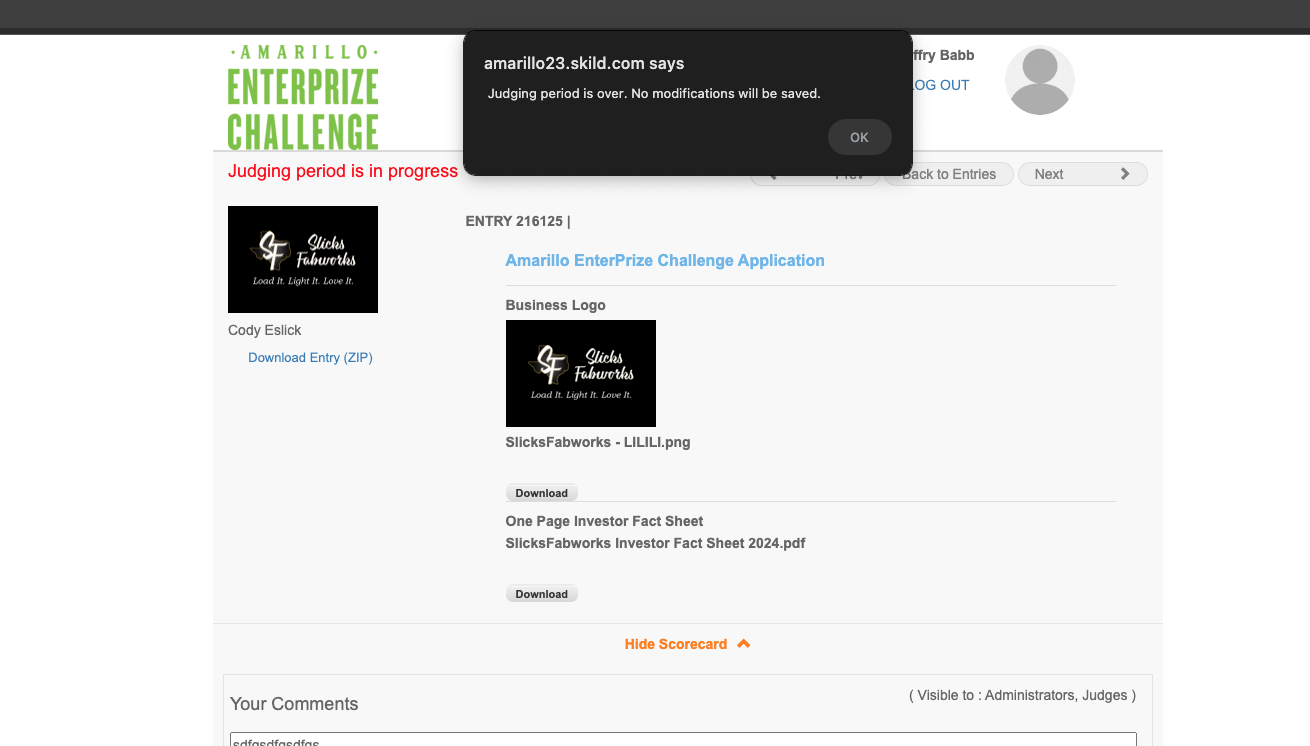 · AMARILLO ·
ENTERPRIZE
CHALLENGE
amarillo23.skild.com says
Judging period is over. No modifications will be saved.
OK
ffry Babb
LOG OUT
Judging period is in progress
Prev
Back to Entries
Next
SF Slicks
Fabworks
Load It. Light It. Love It.
Cody Eslick
Download Entry (ZIP)
ENTRY 216125 |
Amarillo EnterPrize Challenge Application
Business Logo
SF Slicks
Fabworks
Load It. Light It. Love It.
SlicksFabworks - LILILI.png
Download
One Page Investor Fact Sheet
SlicksFabworks Investor Fact Sheet 2024.pdf
Download
Hide Scorecard
Your Comments
( Visible to : Administrators, Judges )
sdfgsdfgsdfgs